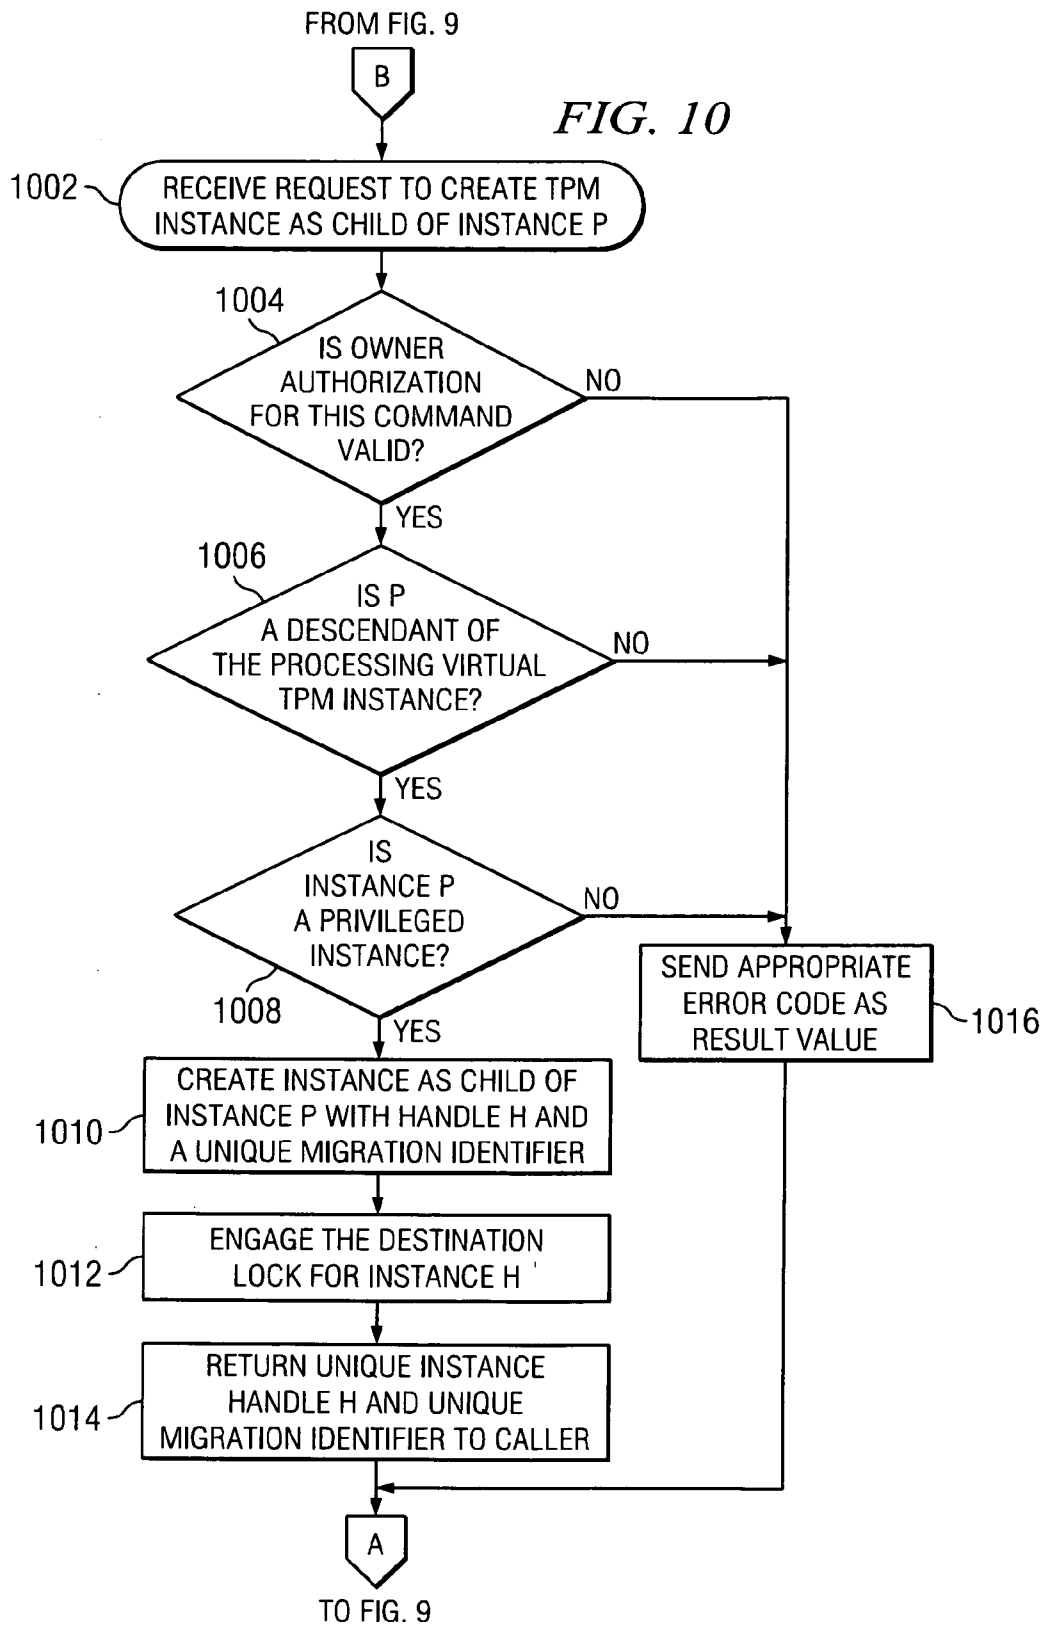 FROM FIG. 9
B
FIG. 10
1002
RECEIVE REQUEST TO CREATE TPM
INSTANCE AS CHILD OF INSTANCE P
1004
IS OWNER
AUTHORIZATION
FOR THIS COMMAND
VALID?
NO
YES
1006
IS P
A DESCENDANT OF
THE PROCESSING VIRTUAL
TPM INSTANCE?
NO
YES
IS
INSTANCE P
A PRIVILEGED
INSTANCE?
NO
1008
YES
SEND APPROPRIATE
ERROR CODE AS
RESULT VALUE
1016
CREATE INSTANCE AS CHILD OF
INSTANCE P WITH HANDLE H AND
A UNIQUE MIGRATION IDENTIFIER
1010
ENGAGE THE DESTINATION
LOCK FOR INSTANCE H
1012
RETURN UNIQUE INSTANCE
HANDLE H AND UNIQUE
MIGRATION IDENTIFIER TO CALLER
1014
A
TO FIG. 9